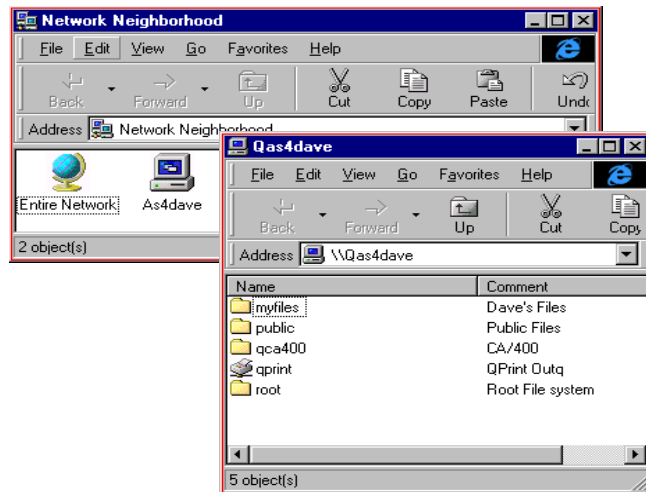 Network Neighborhood
File Edit View Go Favorites Help
Back Forward Up Cut Copy Paste Undo
Address Network Neighborhood
Entire Network As4dave
2 object(s)
Qas4dave
File Edit View Go Favorites Help
Back Forward Up Cut Copy
Address \\Qas4dave
Name Comment
myfiles Dave's Files
public Public Files
qca400 CA/400
qprint QPrint Outq
root Root File system
5 object(s)